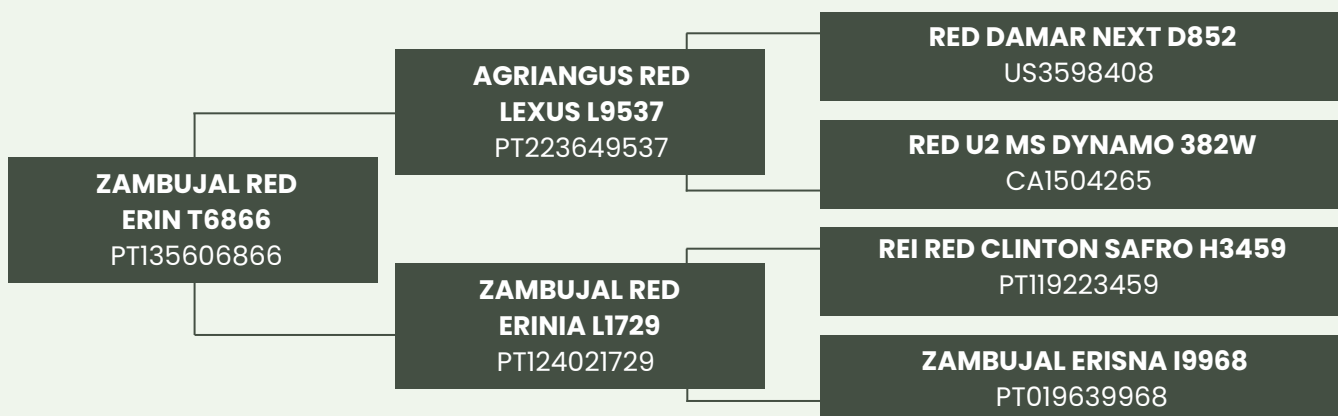 ZAMBUJAL RED
ERIN T6866
PT135606866
AGRIANGUS RED
LEXUS L9537
PT223649537
ZAMBUJAL RED
ERINIA L1729
PT124021729
RED DAMAR NEXT D852
US3598408
RED U2 MS DYNAMO 382W
CA1504265
REI RED CLINTON SAFRO H3459
PT119223459
ZAMBUJAL ERISNA I9968
PT019639968